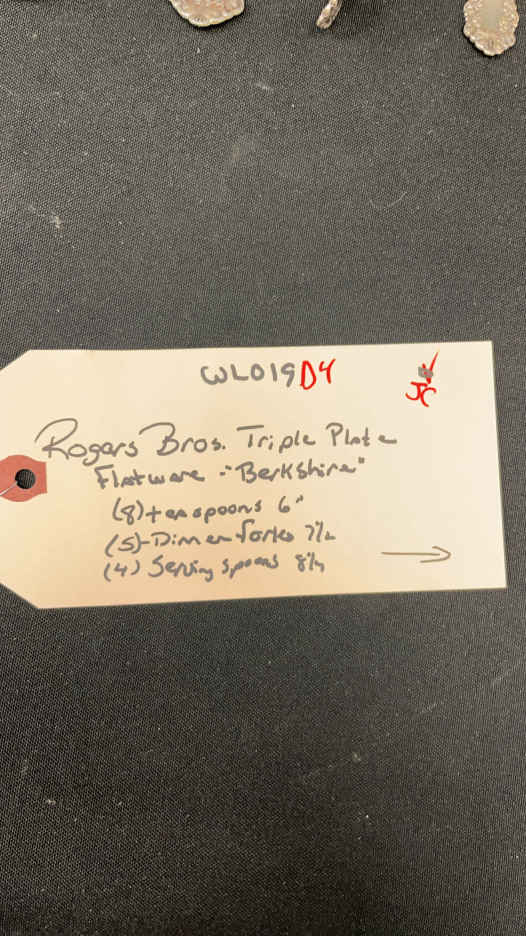 WL019D4
JC
Rogers Bros. Triple Plate
Flatware - "Berkshire"
(8) teaspoons 6"
(5) - Dinner forks 7½
(4) Serving spoons 8¼